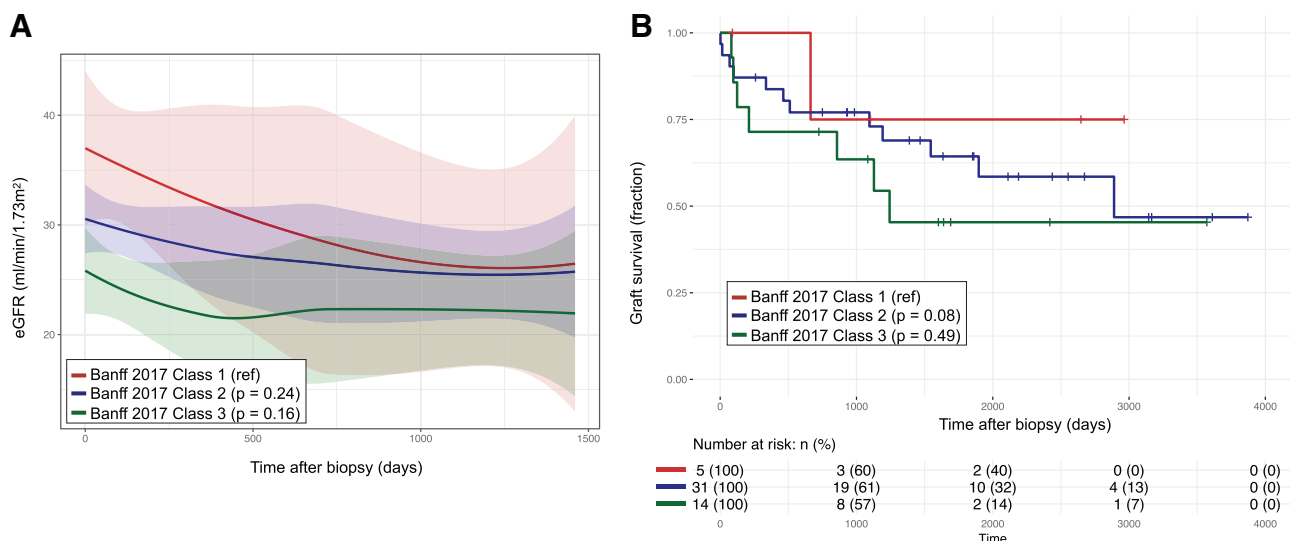 A
eGFR (ml/min/1.73m²)
40
30
20
Banff 2017 Class 1 (ref)
Banff 2017 Class 2 (p = 0.24)
Banff 2017 Class 3 (p = 0.16)
0 500 1000 1500
Time after biopsy (days)
B
Graft survival (fraction)
1.00
0.75
0.50
0.25
0.00
Banff 2017 Class 1 (ref)
Banff 2017 Class 2 (p = 0.08)
Banff 2017 Class 3 (p = 0.49)
0 1000 2000 3000 4000
Time after biopsy (days)
Number at risk: n (%)
5 (100) 3 (60) 2 (40) 0 (0) 0 (0)
31 (100) 19 (61) 10 (32) 4 (13) 0 (0)
14 (100) 8 (57) 2 (14) 1 (7) 0 (0)
0 1000 2000 3000 4000
Time